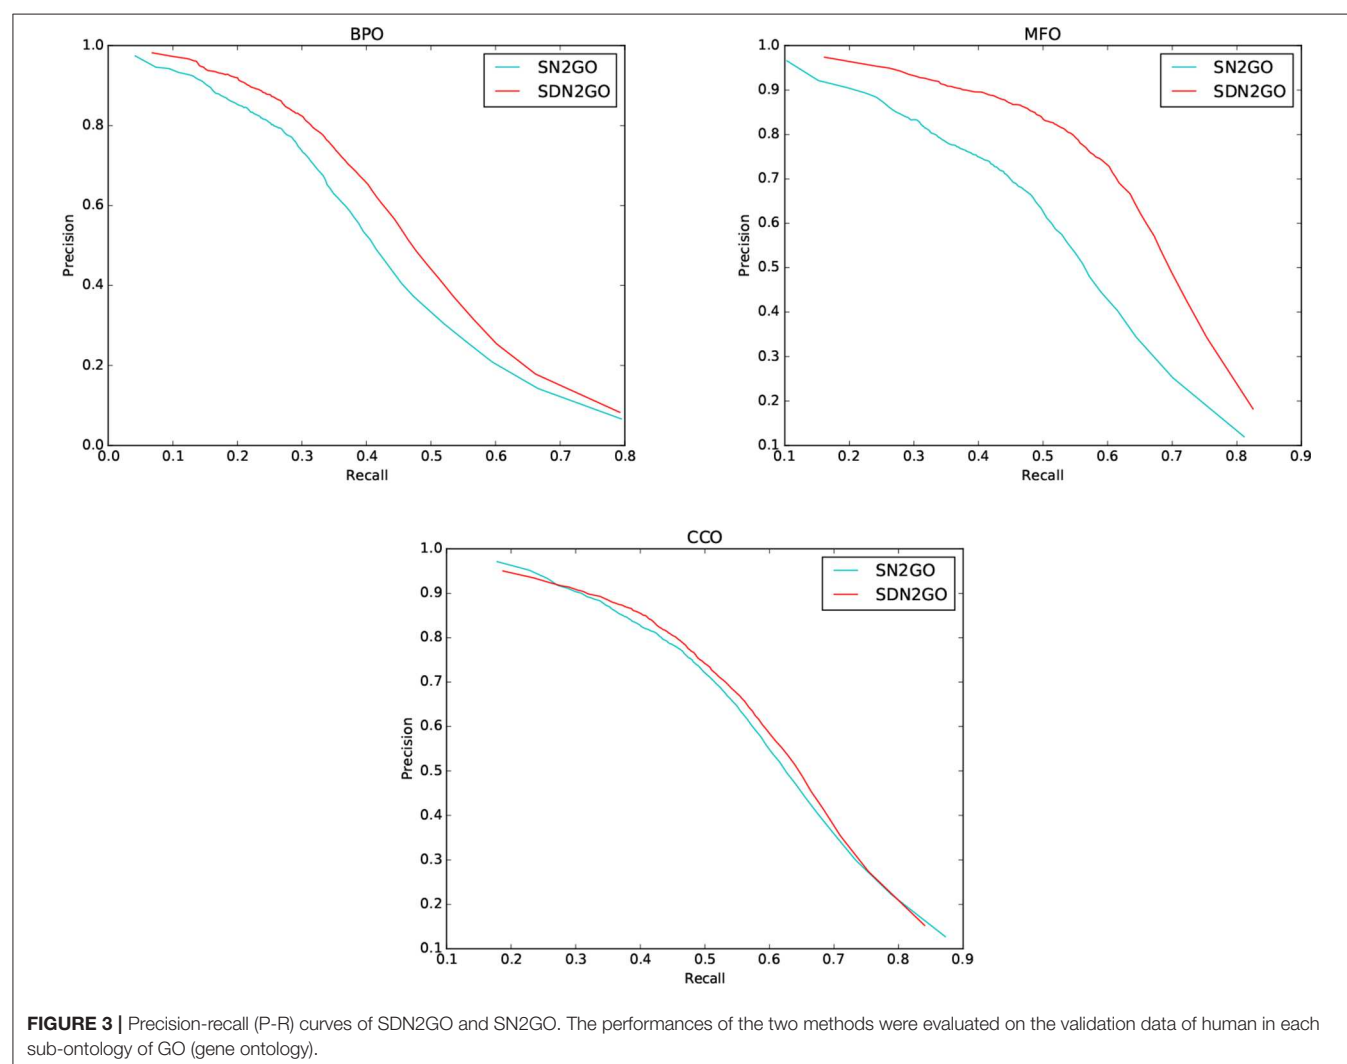 BPO
1.0
0.8
0.6
0.4
0.2
0.0
Precision
SN2GO
SDN2GO
0.0 0.1 0.2 0.3 0.4 0.5 0.6 0.7 0.8
Recall
MFO
1.0
0.9
0.8
0.7
0.6
0.5
0.4
0.3
0.2
0.1
Precision
SN2GO
SDN2GO
0.1 0.2 0.3 0.4 0.5 0.6 0.7 0.8 0.9
Recall
CCO
1.0
0.9
0.8
0.7
0.6
0.5
0.4
0.3
0.2
0.1
Precision
SN2GO
SDN2GO
0.1 0.2 0.3 0.4 0.5 0.6 0.7 0.8 0.9
Recall
FIGURE 3 | Precision-recall (P-R) curves of SDN2GO and SN2GO. The performances of the two methods were evaluated on the validation data of human in each
sub-ontology of GO (gene ontology).